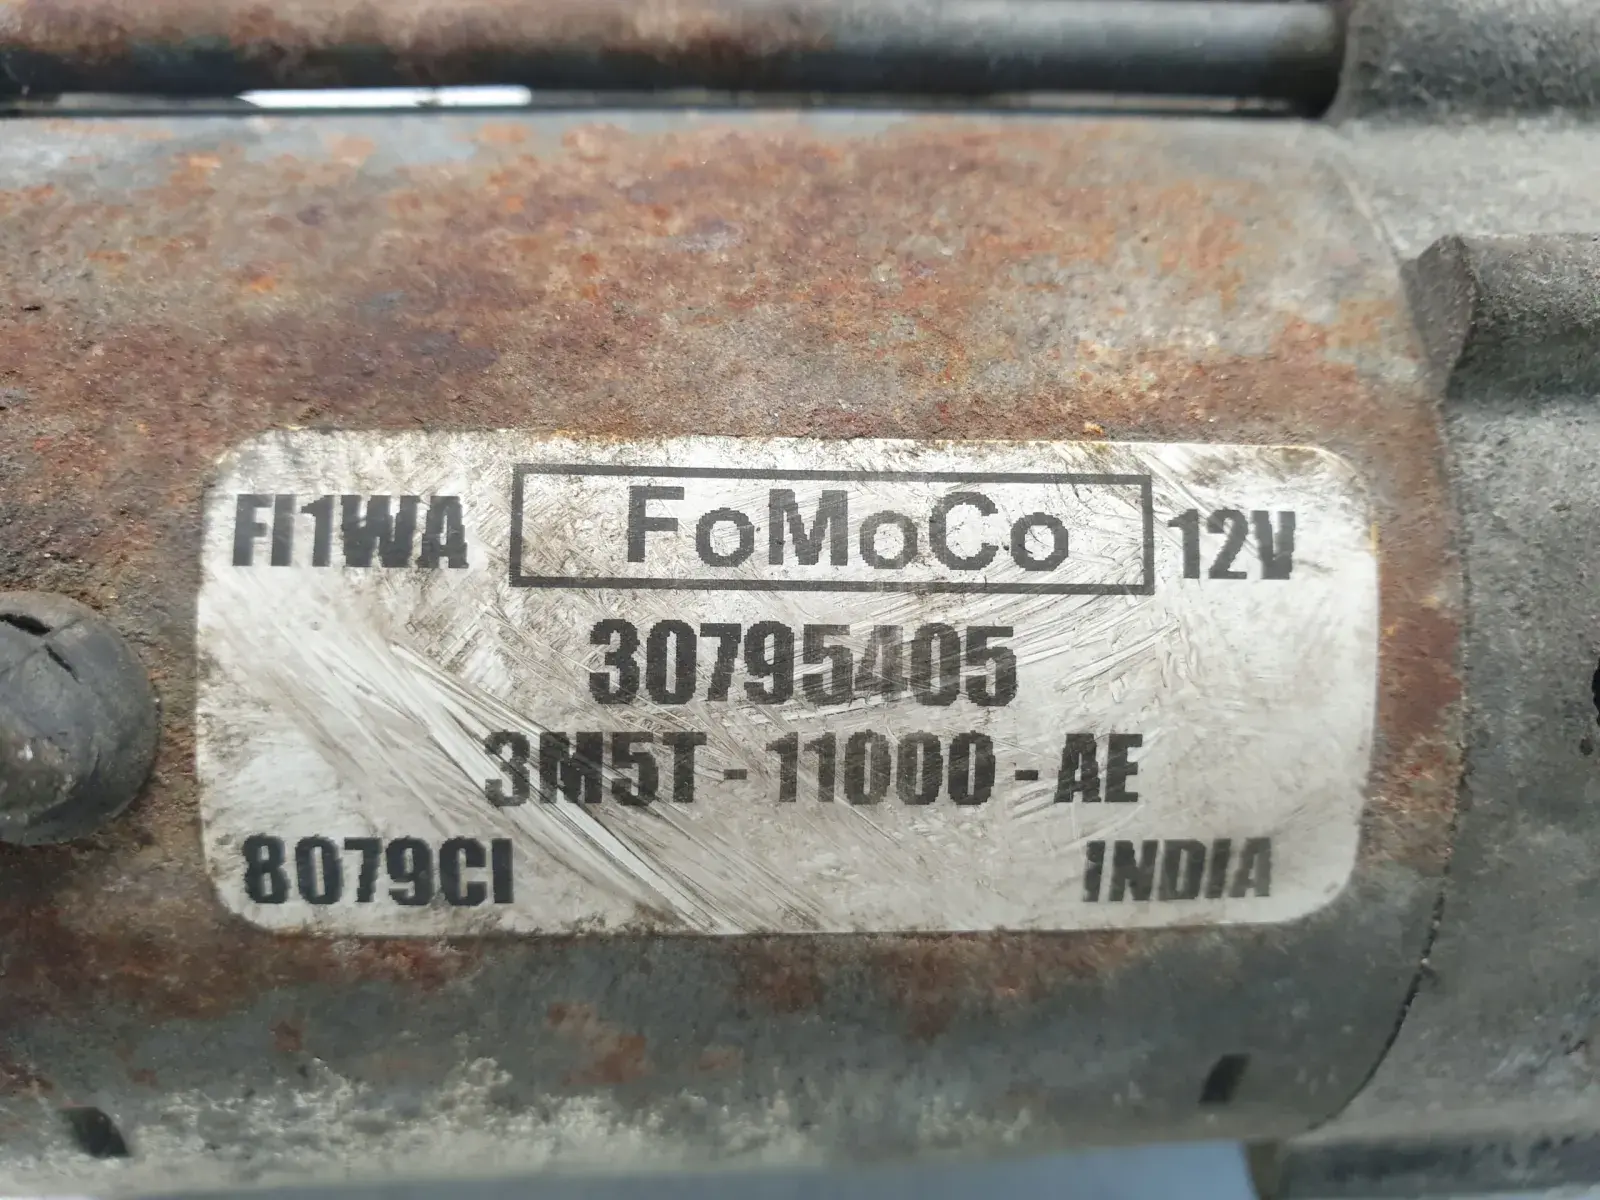 FI1WA FoMoCo 12V
30795405
3M5T-11000-AE
8079CI INDIA